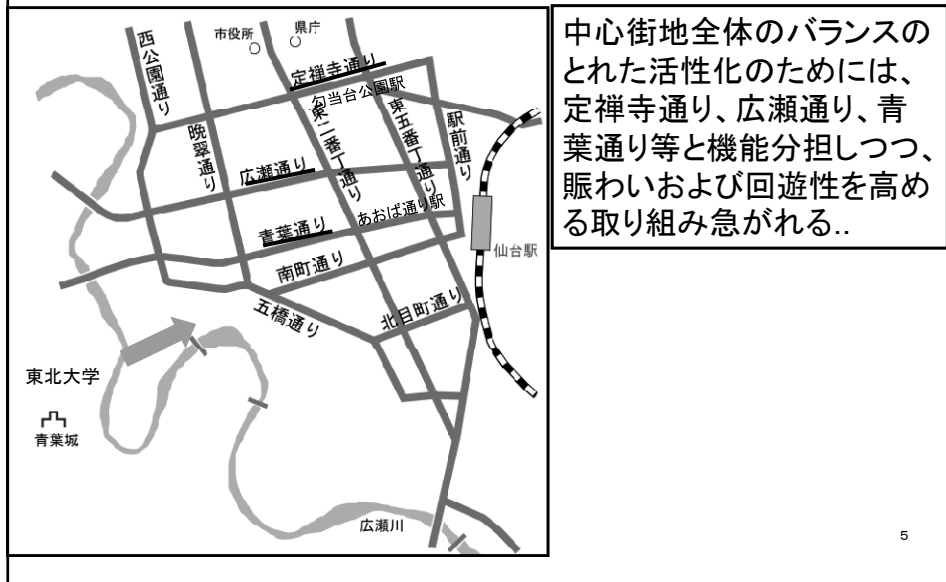 中心街地全体のバランスの
とれた活性化のためには、
定禅寺通り、広瀬通り、青
葉通り等と機能分担しつつ、
賑わいおよび回遊性を高め
る取り組み急がれる..
西公園通り
市役所
県庁
定禅寺通り
勾当台公園駅
晩翠通り
東二番丁通り
東五番丁通り
駅前通り
広瀬通り
青葉通り
あおば通り駅
仙台駅
南町通り
五橋通り
北目町通り
東北大学
青葉城
広瀬川
5